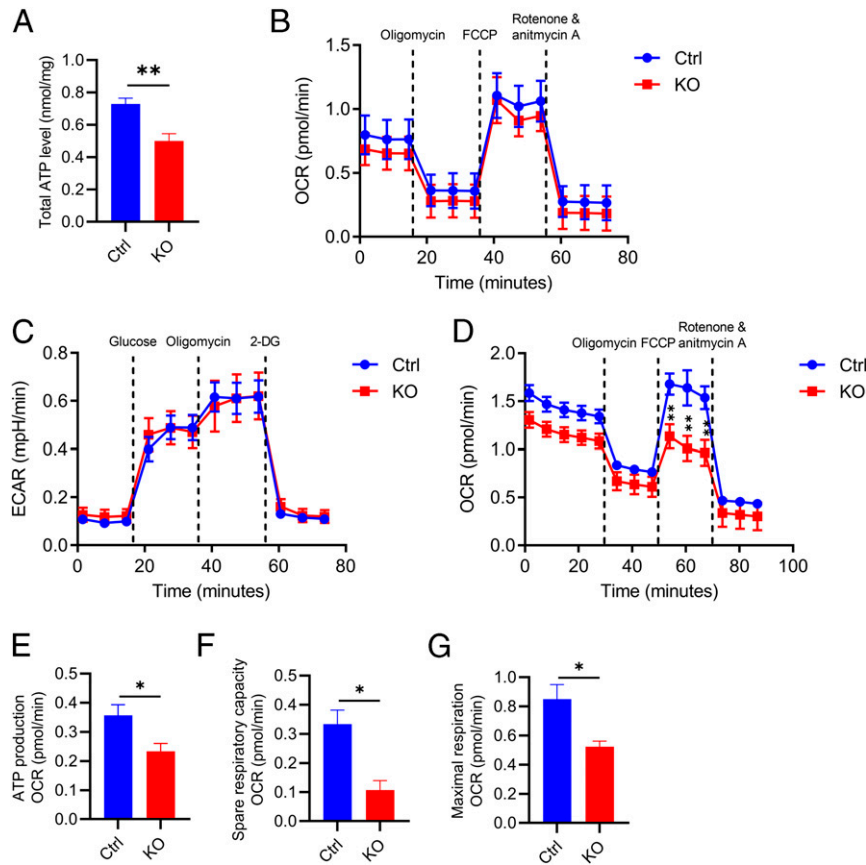 A
Total ATP level (nmol/mg)
1.0
0.8
0.6
0.4
0.2
0.0
**
Ctrl
KO
B
Oligomycin
FCCP
Rotenone &
anitmycin A
OCR (pmol/min)
1.5
1.0
0.5
0.0
0
20
40
60
80
Time (minutes)
Ctrl
KO
C
Glucose
Oligomycin
2-DG
ECAR (mpH/min)
0.8
0.6
0.4
0.2
0.0
0
20
40
60
80
Time (minutes)
Ctrl
KO
D
Oligomycin
FCCP
Rotenone &
anitmycin A
OCR (pmol/min)
2.0
1.5
1.0
0.5
0.0
**
**
**
0
20
40
60
80
100
Time (minutes)
Ctrl
KO
E
ATP production
OCR (pmol/min)
0.5
0.4
0.3
0.2
0.1
0.0
*
Ctrl
KO
F
Spare respiratory capacity
OCR (pmol/min)
0.5
0.4
0.3
0.2
0.1
0.0
*
Ctrl
KO
G
Maximal respiration
OCR (pmol/min)
1.0
0.8
0.6
0.4
0.2
0.0
*
Ctrl
KO